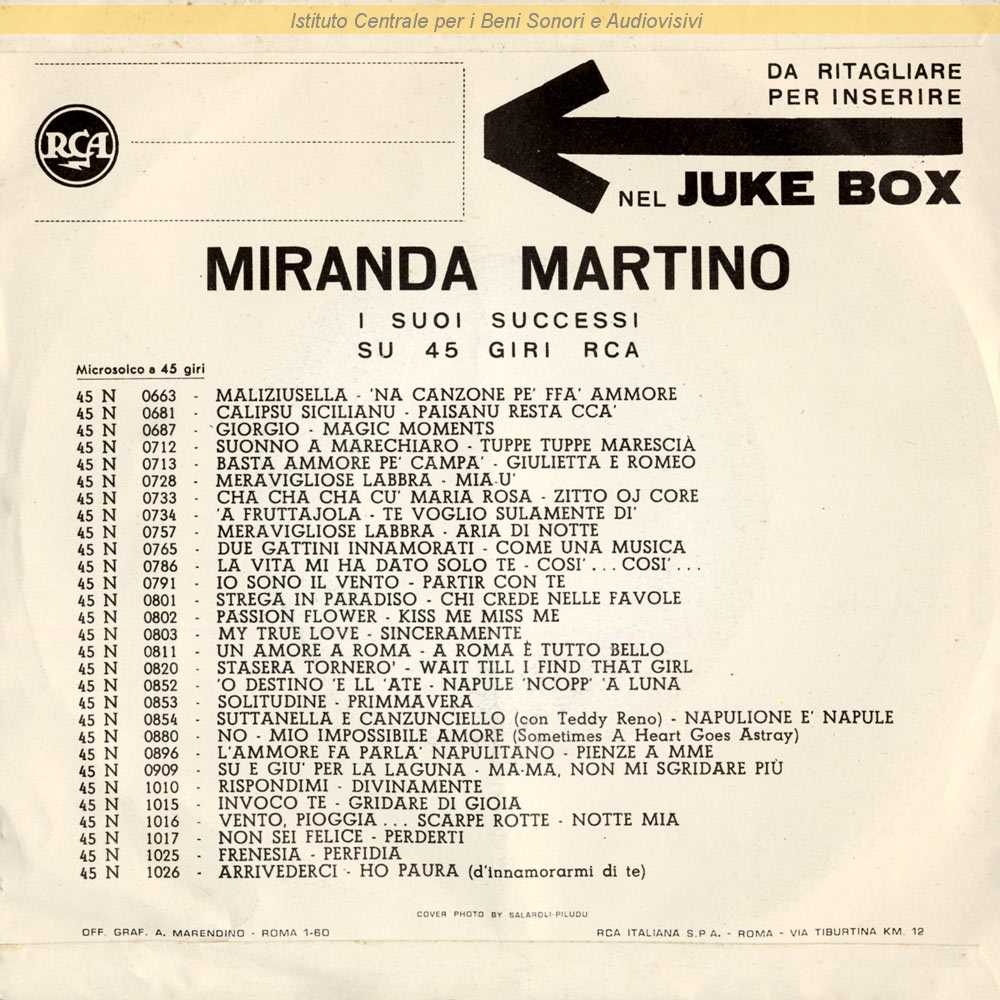 Istituto Centrale per i Beni Sonori e Audiovisivi
DA RITAGLIARE
PER INSERIRE
RCA
NEL JUKE BOX
MIRANDA MARTINO
I SUOI SUCCESSI
SU 45 GIRI RCA
Microsolco a 45 giri
45 N 0663 - MALIZIUSELLA - 'NA CANZONE PE' FFA' AMMORE
45 N 0681 - CALIPSU SICILIANU - PAISANU RESTA CCA'
45 N 0687 - GIORGIO - MAGIC MOMENTS
45 N 0712 - SUONNO A MARECHIARO - TUPPE TUPPE MARESCIÀ
45 N 0713 - BASTA AMMORE PE' CAMPA' - GIULIETTA E ROMEO
45 N 0728 - MERAVIGLIOSE LABBRA - MIA U'
45 N 0733 - CHA CHA CHA CU' MARIA ROSA - ZITTO OJ CORE
45 N 0734 - 'A FRUTTAJOLA - TE VOGLIO SULAMENTE DI'
45 N 0757 - MERAVIGLIOSE LABBRA - ARIA DI NOTTE
45 N 0765 - DUE GATTINI INNAMORATI - COME UNA MUSICA
45 N 0786 - LA VITA MI HA DATO SOLO TE - COSI' . . . COSI' . . .
45 N 0791 - IO SONO IL VENTO - PARTIR CON TE
45 N 0801 - STREGA IN PARADISO - CHI CREDE NELLE FAVOLE
45 N 0802 - PASSION FLOWER - KISS ME MISS ME
45 N 0803 - MY TRUE LOVE - SINCERAMENTE
45 N 0811 - UN AMORE A ROMA - A ROMA È TUTTO BELLO
45 N 0820 - STASERA TORNERO' - WAIT TILL I FIND THAT GIRL
45 N 0852 - 'O DESTINO 'E LL 'ATE - NAPULE 'NCOPP' 'A LUNA
45 N 0853 - SOLITUDINE - PRIMMAVERA
45 N 0854 - SUTTANELLA E CANZUNCIELLO (con Teddy Reno) - NAPULIONE E' NAPULE
45 N 0880 - NO - MIO IMPOSSIBILE AMORE (Sometimes A Heart Goes Astray)
45 N 0896 - L'AMMORE FA PARLA' NAPULITANO - PIENZE A MME
45 N 0909 - SU E GIU' PER LA LAGUNA - MA-MA, NON MI SGRIDARE PIÙ
45 N 1010 - RISPONDIMI - DIVINAMENTE
45 N 1015 - INVOCO TE - GRIDARE DI GIOIA
45 N 1016 - VENTO, PIOGGIA . . . SCARPE ROTTE - NOTTE MIA
45 N 1017 - NON SEI FELICE - PERDERTI
45 N 1025 - FRENESIA - PERFIDIA
45 N 1026 - ARRIVEDERCI - HO PAURA (d'innamorarmi di te)
COVER PHOTO BY SALAROLI-PILUDU
OFF. GRAF. A. MARENDINO - ROMA 1-60
RCA ITALIANA S.P.A. - ROMA - VIA TIBURTINA KM. 12